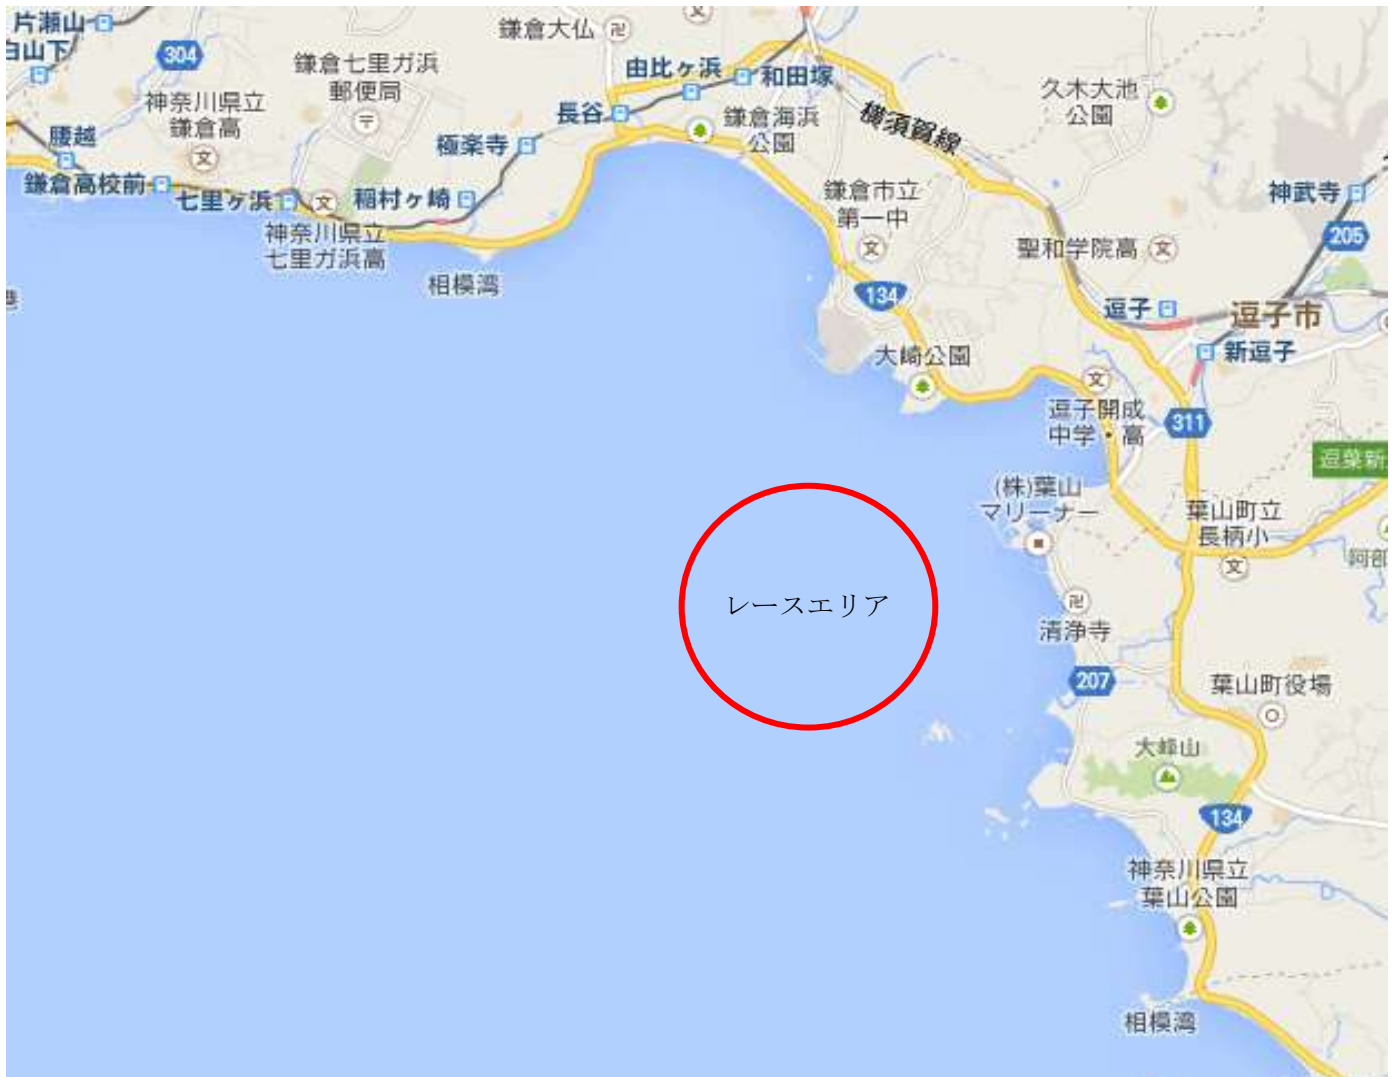 片瀬山
白山下
304
鎌倉大仏
鎌倉七里ガ浜
郵便局
神奈川県立
鎌倉高
由比ヶ浜
和田塚
長谷
鎌倉海浜
公園
横須賀線
久木大池
公園
腰越
極楽寺
鎌倉高校前
七里ヶ浜
稲村ヶ崎
神奈川県立
七里ガ浜高
鎌倉市立
第一中
神武寺
205
聖和学院高
相模湾
港
134
逗子
逗子市
新逗子
大崎公園
逗子開成
中学・高
311
逗葉新
(株)葉山
マリーナー
葉山町立
長柄小
阿部
レースエリア
清浄寺
207
葉山町役場
大峰山
134
神奈川県立
葉山公園
相模湾